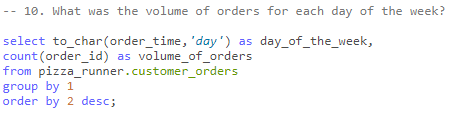 -- 10. What was the volume of orders for each day of the week?
select to_char(order_time,'day') as day_of_the_week,
count(order_id) as volume_of_orders
from pizza_runner.customer_orders
group by 1
order by 2 desc;